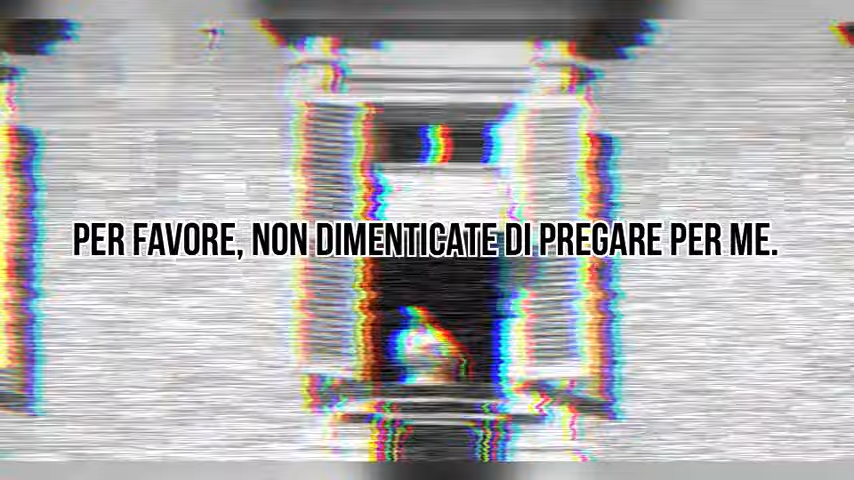 PER FAVORE, NON DIMENTICATE DI PREGARE PER ME.